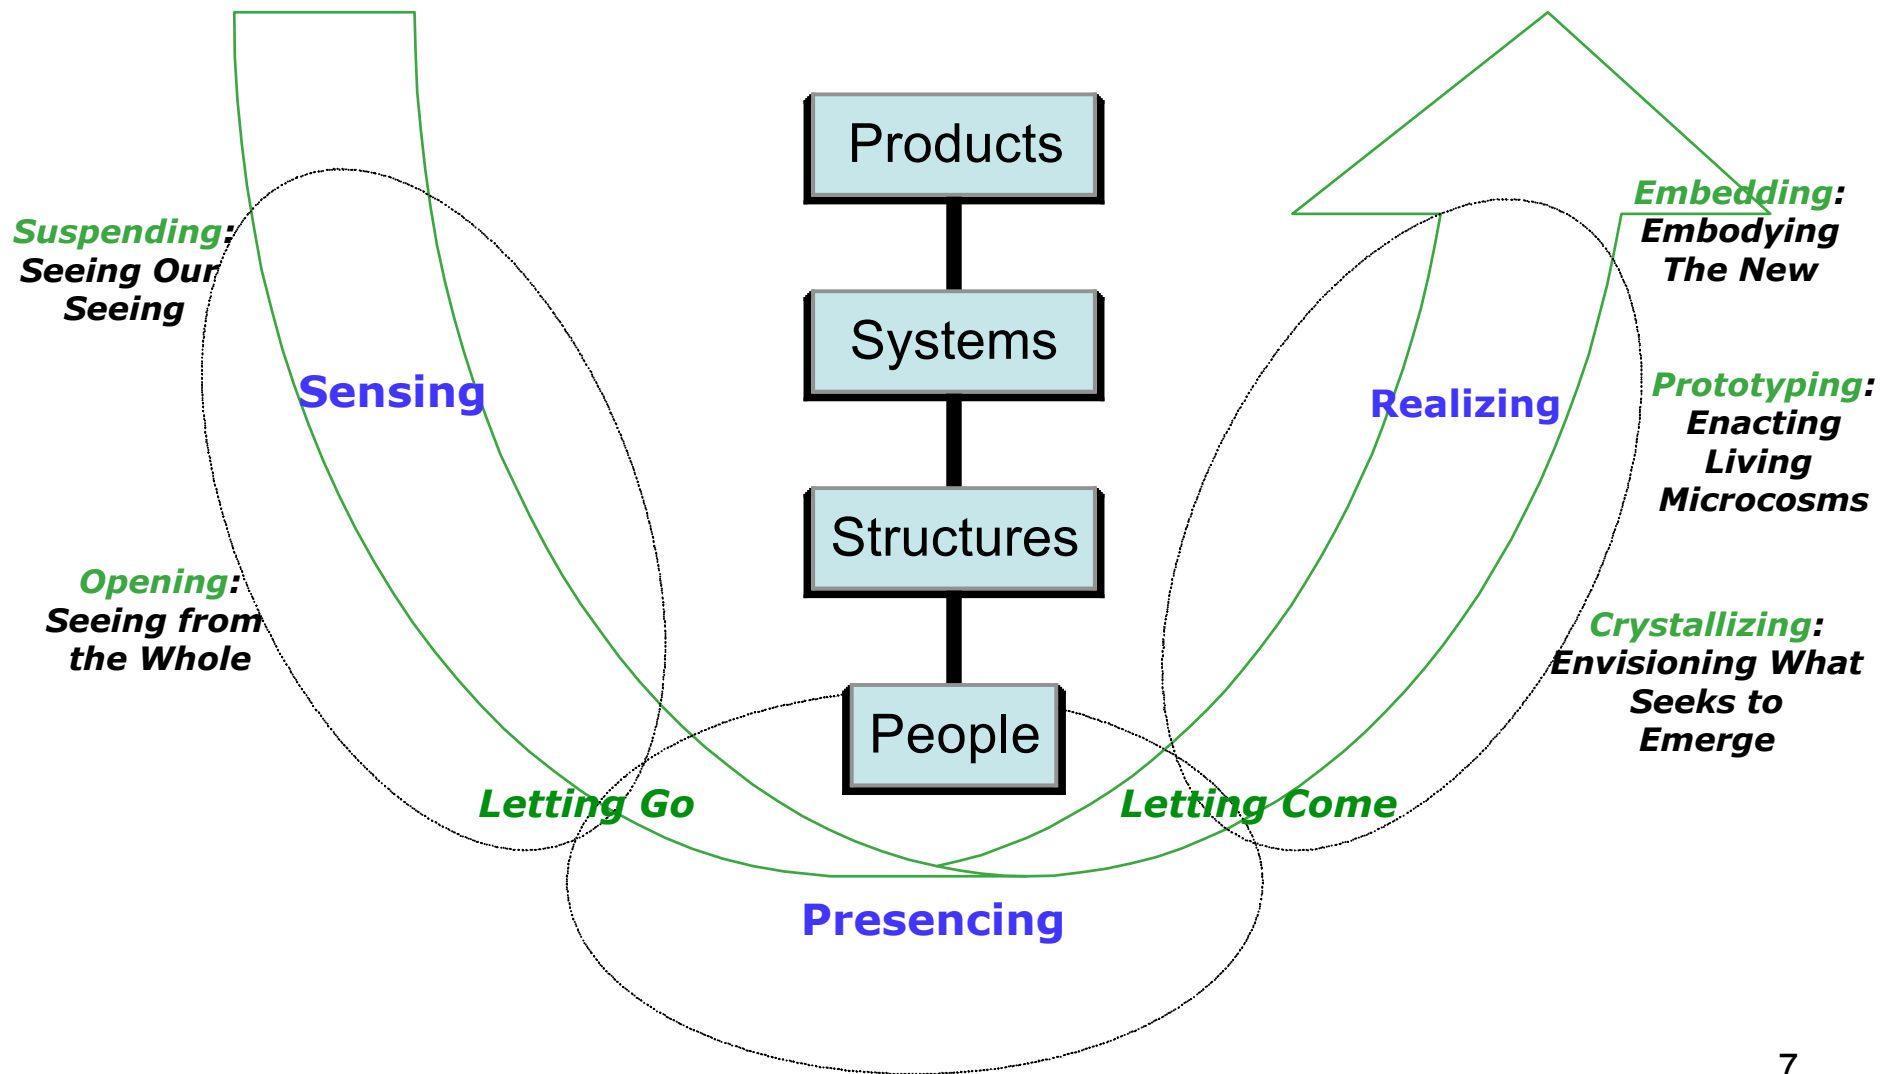 Products
Systems
Structures
People
Suspending:
Seeing Our
Seeing
Sensing
Opening:
Seeing from
the Whole
Letting Go
Presencing
Letting Come
Realizing
Embedding:
Embodying
The New
Prototyping:
Enacting
Living
Microcosms
Crystallizing:
Envisioning What
Seeks to
Emerge
7